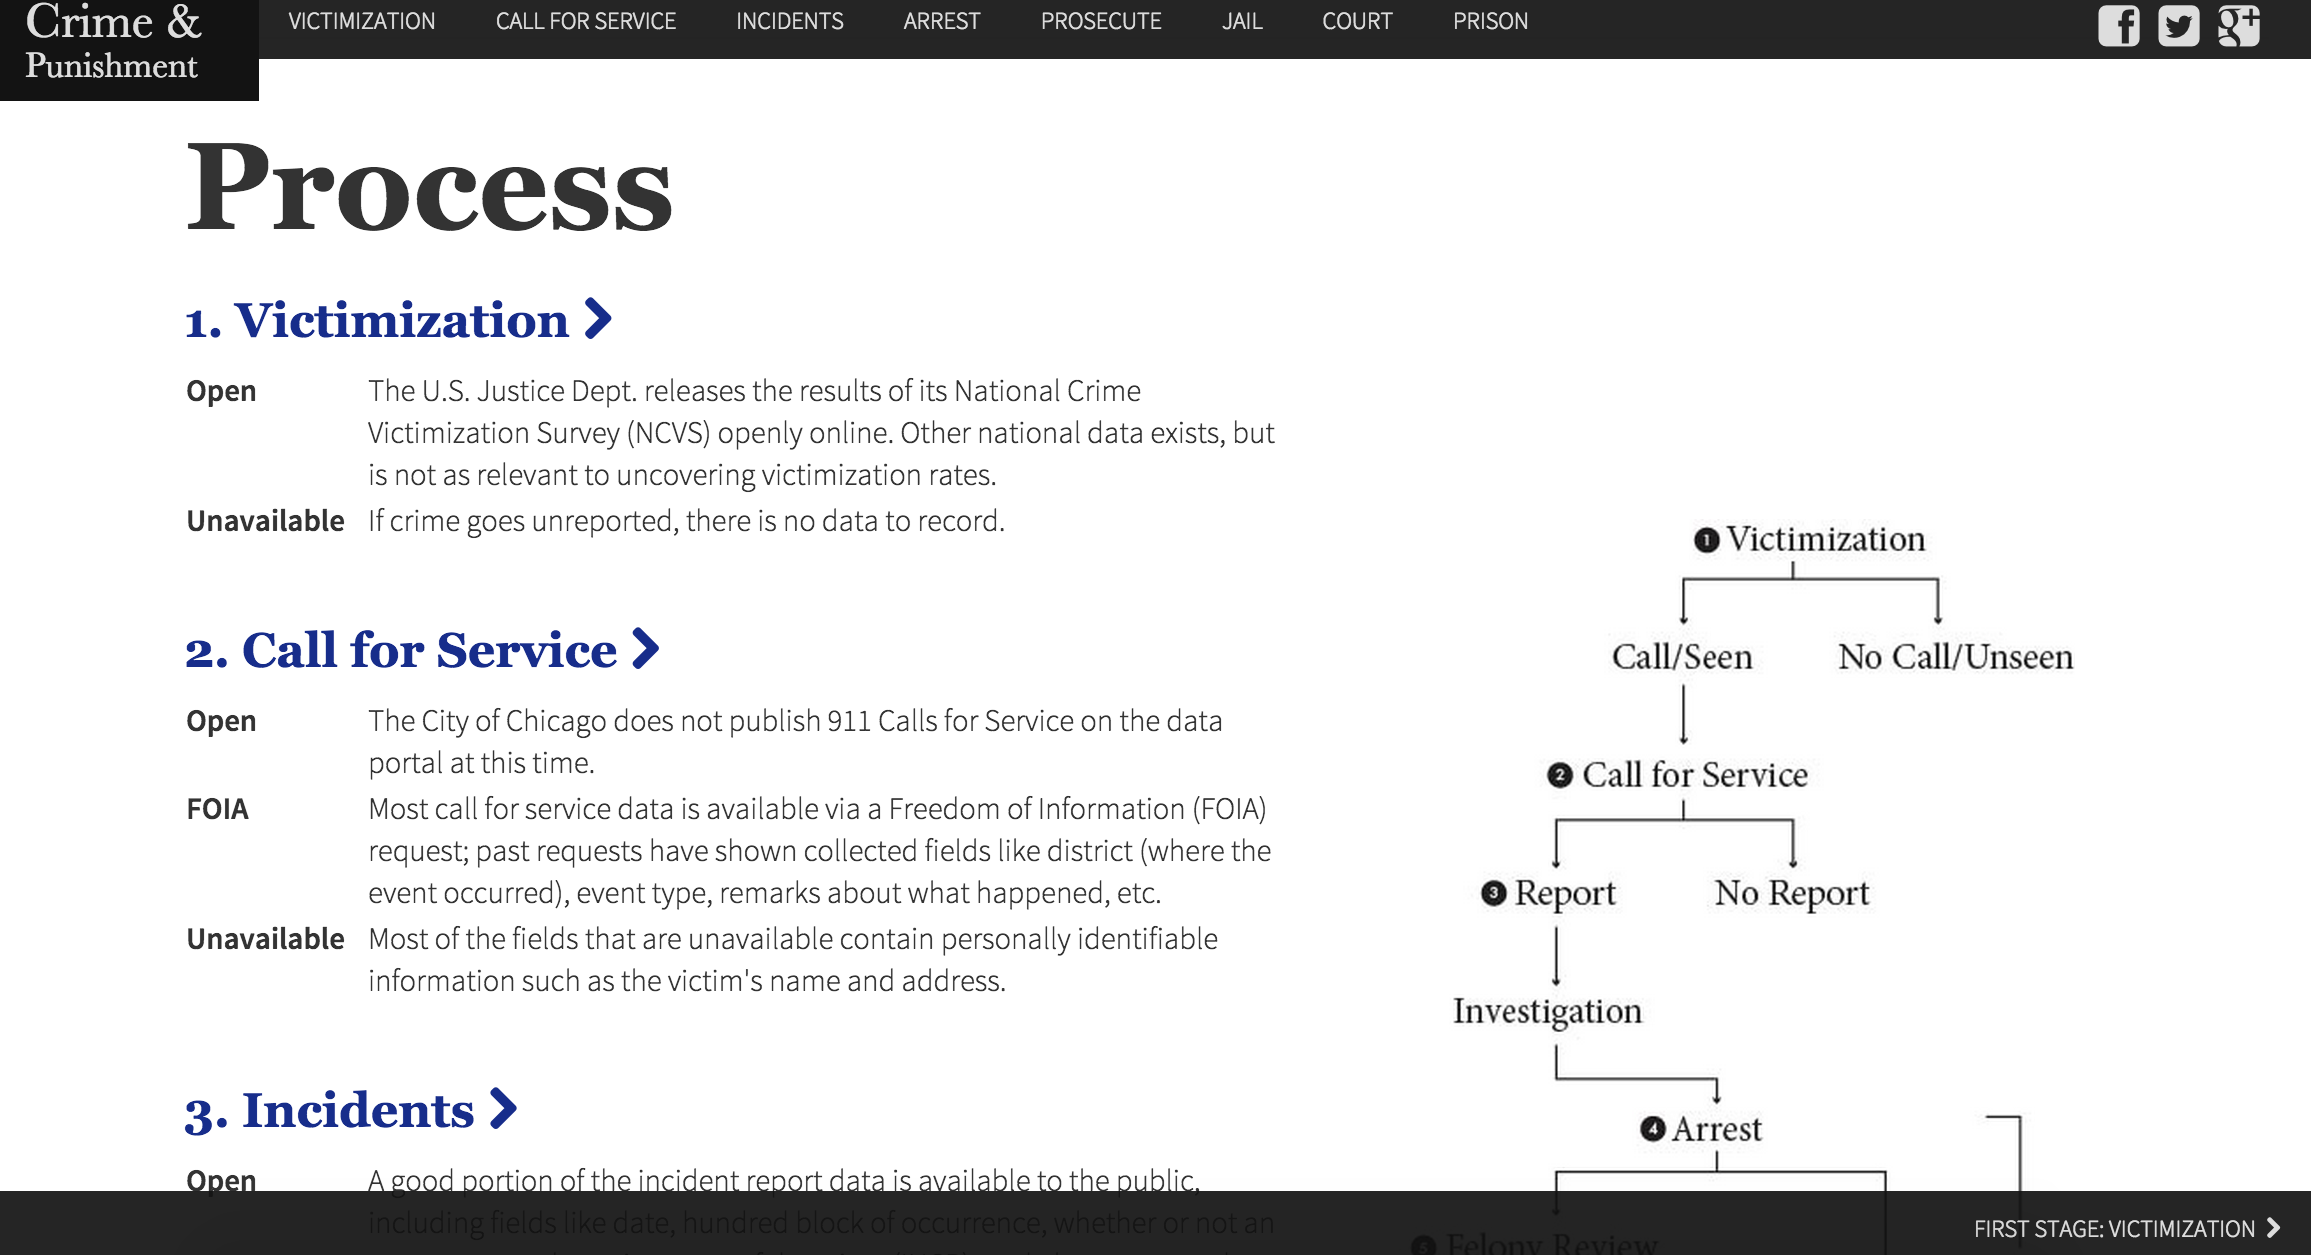 Crime &
Punishment
VICTIMIZATION CALL FOR SERVICE INCIDENTS ARREST PROSECUTE JAIL COURT PRISON
Process
1. Victimization
Open The U.S. Justice Dept. releases the results of its National Crime
Victimization Survey (NCVS) openly online. Other national data exists, but
is not as relevant to uncovering victimization rates.
Unavailable If crime goes unreported, there is no data to record.
2. Call for Service
Open The City of Chicago does not publish 911 Calls for Service on the data
portal at this time.
FOIA Most call for service data is available via a Freedom of Information (FOIA)
request; past requests have shown collected fields like district (where the
event occurred), event type, remarks about what happened, etc.
Unavailable Most of the fields that are unavailable contain personally identifiable
information such as the victim's name and address.
3. Incidents
Open A good portion of the incident report data is available to the public,
including fields like date, hundred block of occurrence, whether or not an
1 Victimization
Call/Seen No Call/Unseen
2 Call for Service
3 Report No Report
Investigation
4 Arrest
5 Felony Review
FIRST STAGE: VICTIMIZATION